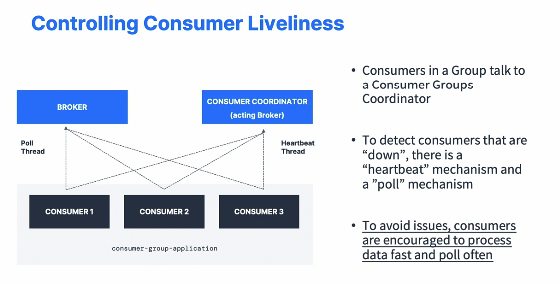 Controlling Consumer Liveliness
BROKER
CONSUMER COORDINATOR
(acting Broker)
Poll
Thread
Heartbeat
Thread
CONSUMER 1
CONSUMER 2
CONSUMER 3
consumer-group-application
• Consumers in a Group talk to
a Consumer Groups
Coordinator
• To detect consumers that are
“down”, there is a
“heartbeat” mechanism and
a ”poll” mechanism
• To avoid issues, consumers
are encouraged to process
data fast and poll often